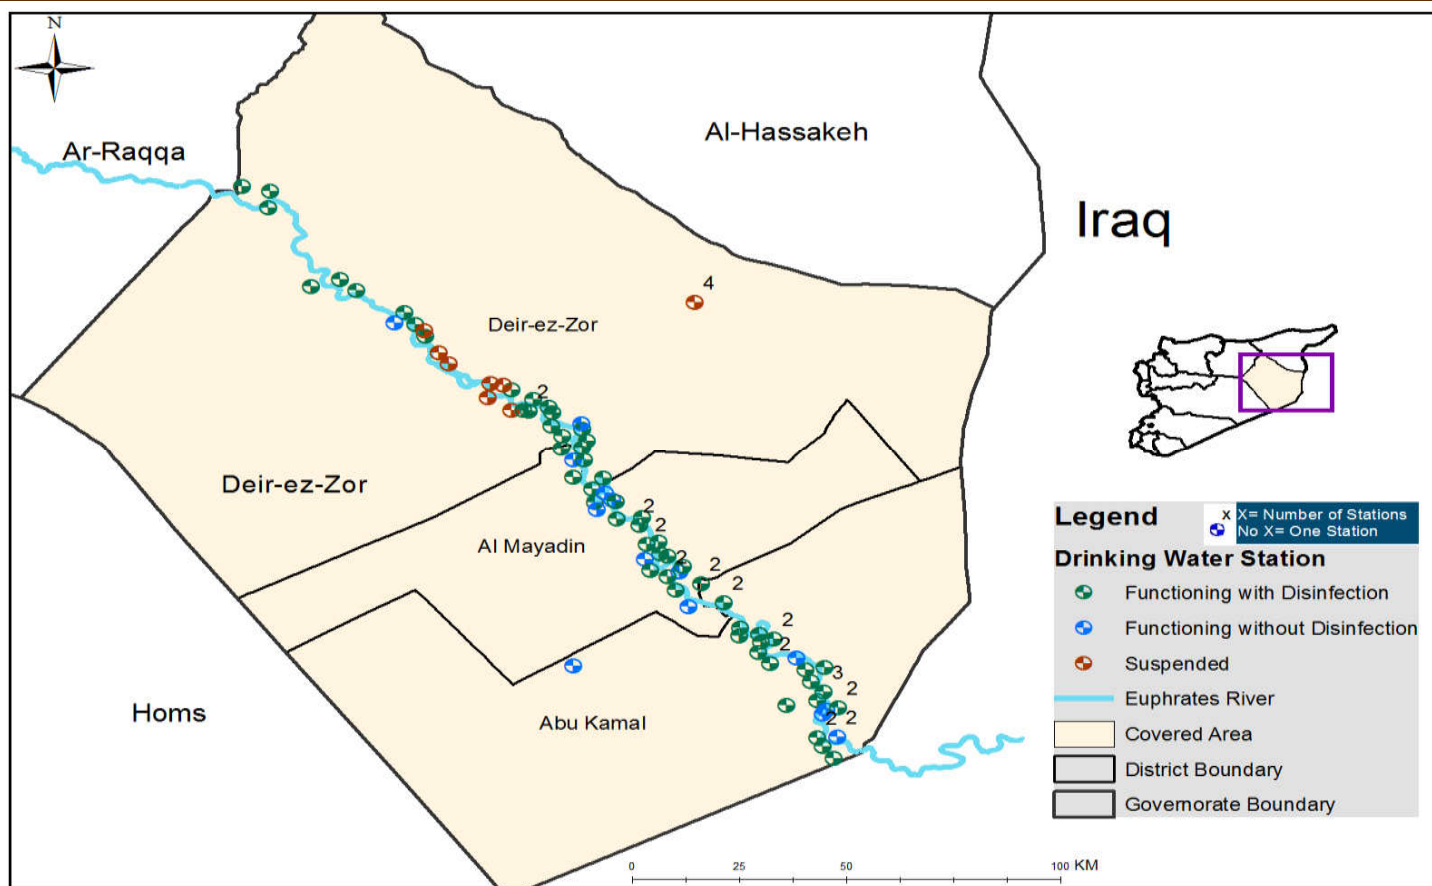 N
Ar-Raqqa
Al-Hassakeh
Iraq
4
Deir-ez-Zor
2
Deir-ez-Zor
2
2
Al Mayadin
2
2
2
2
2
3
2
2
2
Homs
Abu Kamal
Legend
X X= Number of Stations
No X= One Station
Drinking Water Station
Functioning with Disinfection
Functioning without Disinfection
Suspended
Euphrates River
Covered Area
District Boundary
Governorate Boundary
0 25 50 100 KM